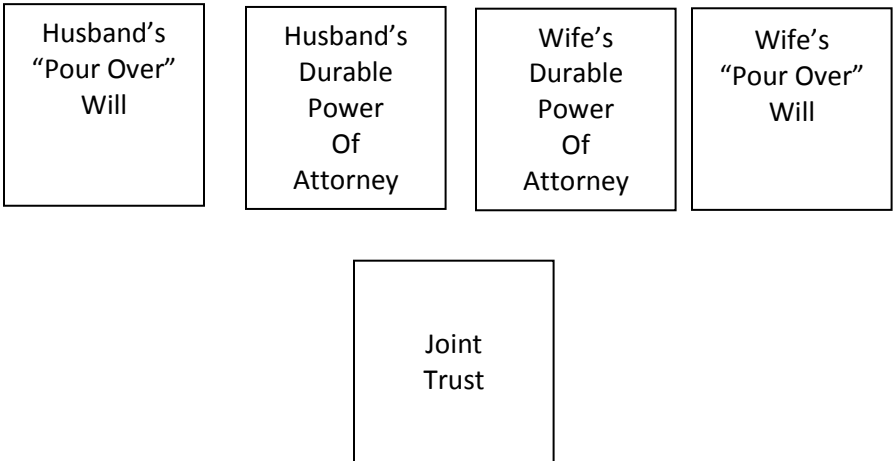 Husband’s
“Pour Over”
Will
Husband’s
Durable
Power
Of
Attorney
Wife’s
Durable
Power
Of
Attorney
Wife’s
“Pour Over”
Will
Joint
Trust